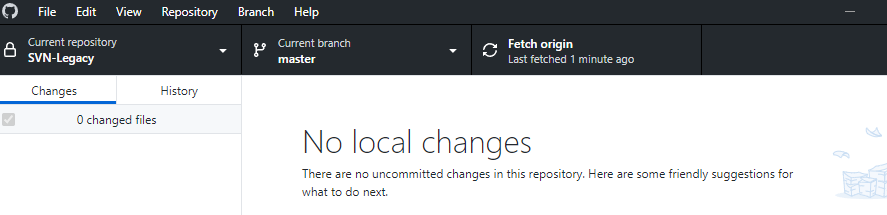 File Edit View Repository Branch Help
Current repository
SVN-Legacy
Current branch
master
Fetch origin
Last fetched 1 minute ago
Changes
History
0 changed files
No local changes
There are no uncommitted changes in this repository. Here are some friendly suggestions for
what to do next.